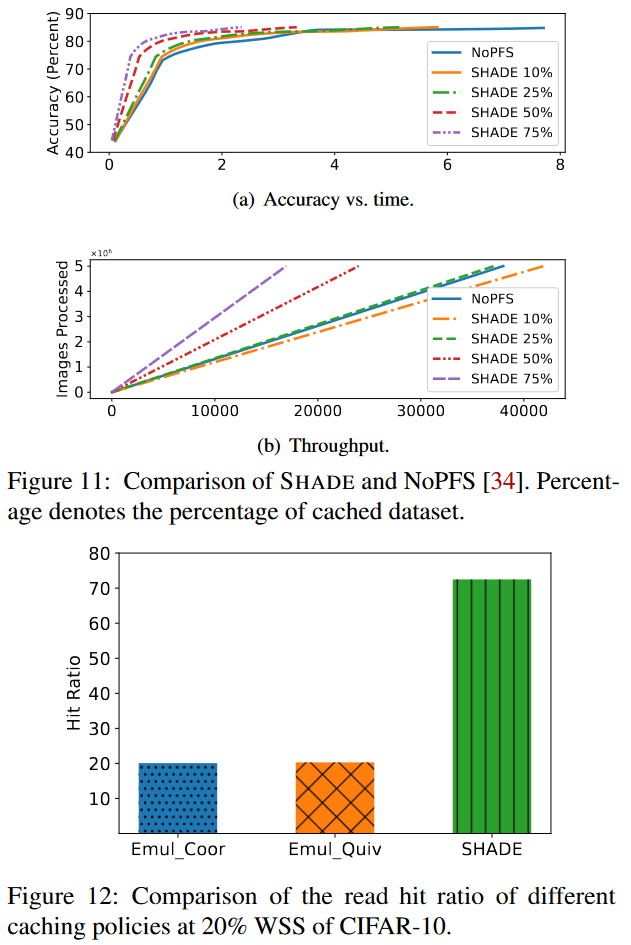 90
80
70
60
50
40
Accuracy (Percent)
NoPFS
SHADE 10%
SHADE 25%
SHADE 50%
SHADE 75%
0 2 4 6 8
(a) Accuracy vs. time.
×10⁶
5
4
3
2
1
0
Images Processed
NoPFS
SHADE 10%
SHADE 25%
SHADE 50%
SHADE 75%
0 10000 20000 30000 40000
(b) Throughput.
Figure 11: Comparison of SHADE and NoPFS [34]. Percent-
age denotes the percentage of cached dataset.
80
70
60
50
40
30
20
10
Hit Ratio
Emul_Coor Emul_Quiv SHADE
Figure 12: Comparison of the read hit ratio of different
caching policies at 20% WSS of CIFAR-10.